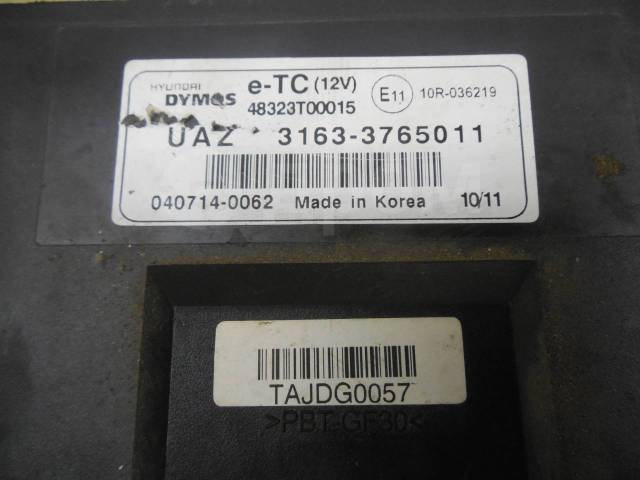 HYUNDAI
DYMOS
e-TC (12V)
48323T00015
E11
10R-036219
UAZ 3163-3765011
040714-0062 Made in Korea 10/11
TAJDG0057
>PBT-GF30<